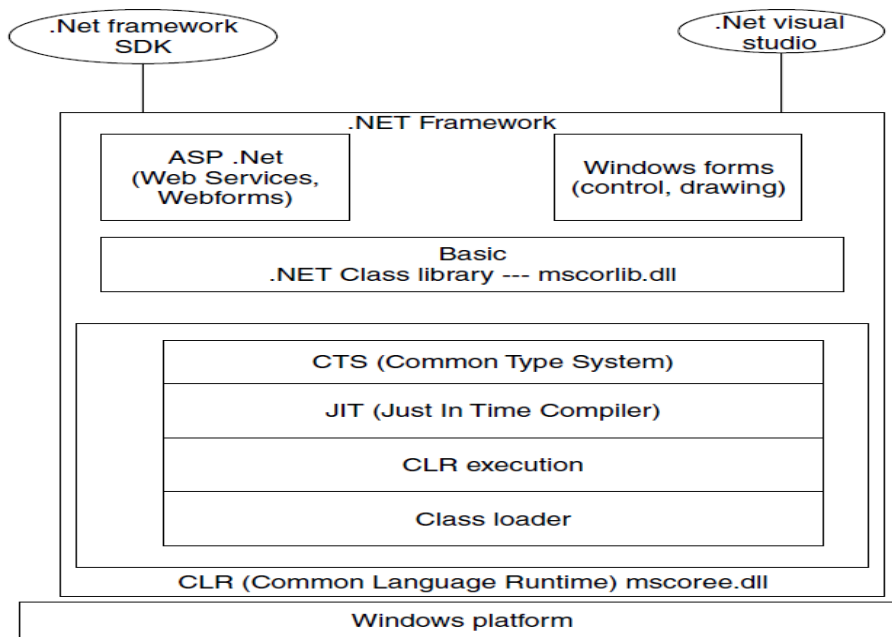 .Net framework
SDK
.Net visual
studio
.NET Framework
ASP .Net
(Web Services,
Webforms)
Windows forms
(control, drawing)
Basic
.NET Class library --- mscorlib.dll
CTS (Common Type System)
JIT (Just In Time Compiler)
CLR execution
Class loader
CLR (Common Language Runtime) mscoree.dll
Windows platform